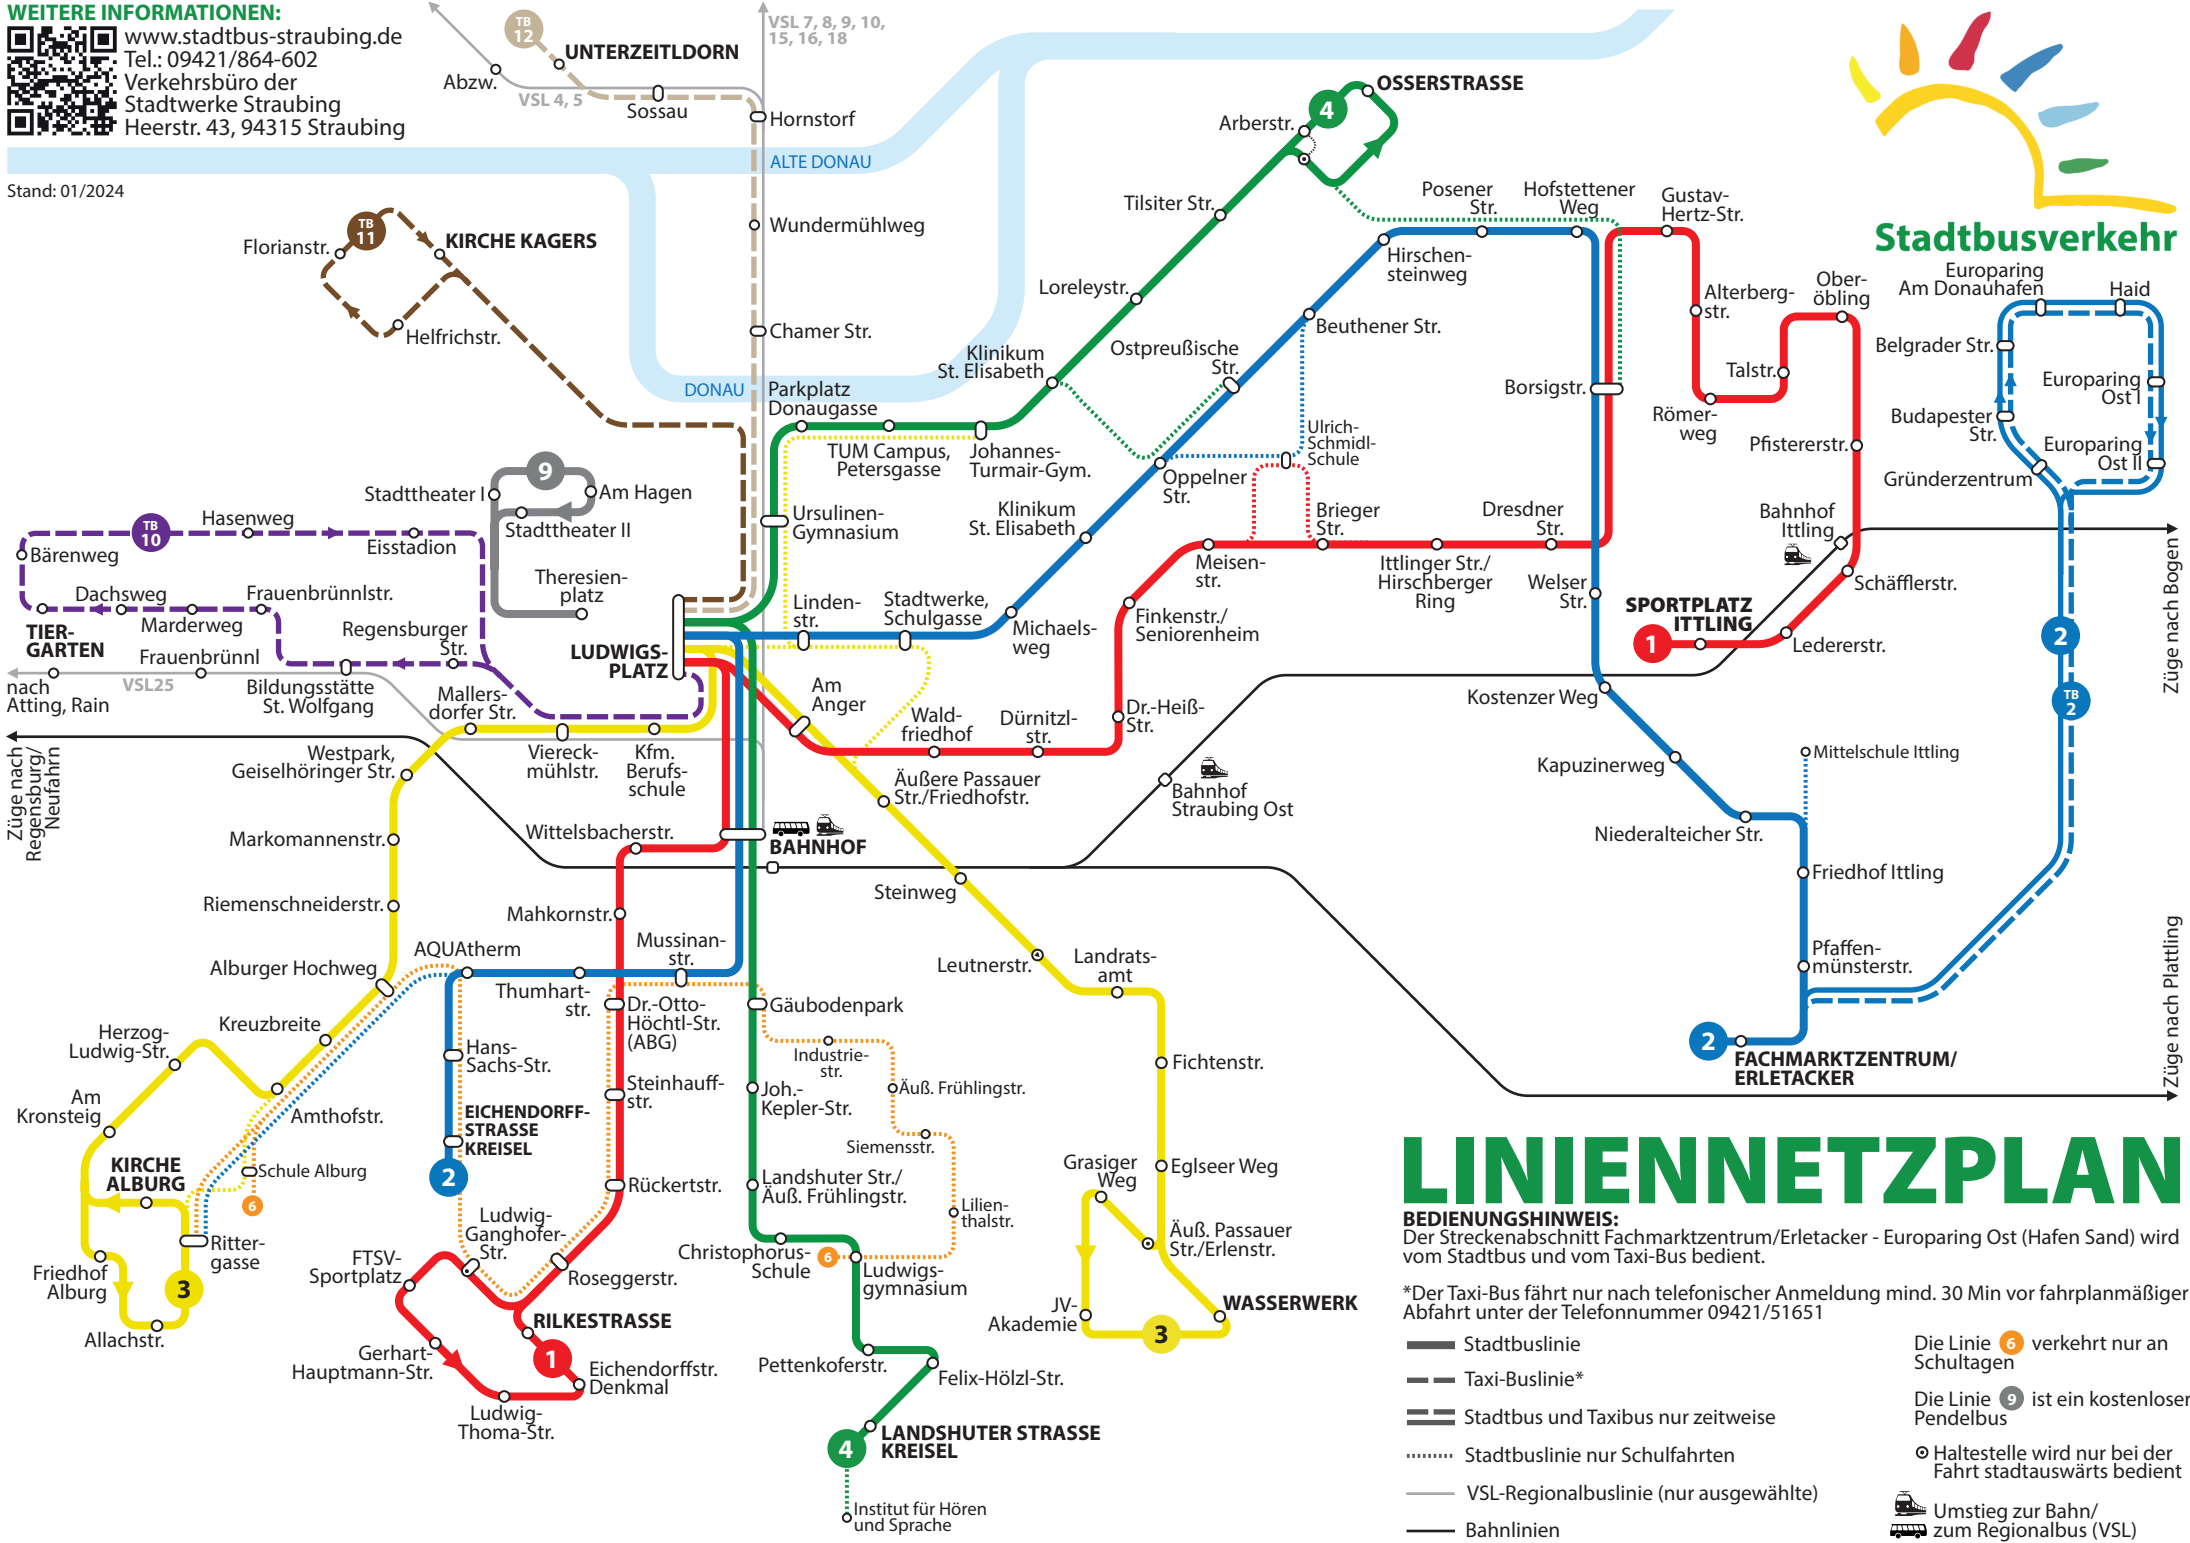 WEITERE INFORMATIONEN:
www.stadtbus-straubing.de
Tel.: 09421/864-602
Verkehrsbüro der
Stadtwerke Straubing
Heerstr. 43, 94315 Straubing
Stand: 01/2024
TB
12
UNTERZEITLDORN
Abzw.
VSL 4, 5
Sossau
VSL 7, 8, 9, 10,
15, 16, 18
Hornstorf
ALTE DONAU
Wundermühlweg
Chamer Str.
DONAU
Parkplatz
Donaugasse
TB
11
Florianstr.
KIRCHE KAGERS
Helfrichstr.
4
OSSERSTRASSE
Arberstr.
Tilsiter Str.
Loreleystr.
Klinikum
St. Elisabeth
TUM Campus,
Petersgasse
Johannes-
Turmair-Gym.
Ursulinen-
Gymnasium
Ostpreußische
Str.
Posener
Str.
Hofstettener
Weg
Gustav-
Hertz-Str.
Hirschen-
steinweg
Beuthener Str.
Ulrich-
Schmidl-
Schule
Oppelner
Str.
Klinikum
St. Elisabeth
Michaels-
weg
Stadtwerke,
Schulgasse
Linden-
str.
Alterberg-
str.
Ober-
öbling
Talstr.
Römer-
weg
Borsigstr.
Pfistererstr.
Bahnhof
Ittling
Schäfflerstr.
Ledererstr.
SPORTPLATZ
ITTLING
1
Meisen-
str.
Brieger
Str.
Ittlinger Str./
Hirschberger
Ring
Dresdner
Str.
Welser
Str.
Finkenstr./
Seniorenheim
Dr.-Heiß-
Str.
Dürnitzl-
str.
Wald-
friedhof
Am
Anger
Äußere Passauer
Str./Friedhofstr.
Stadtbusverkehr
Europaring
Am Donauhafen
Haid
Belgrader Str.
Europaring
Ost I
Budapester
Str.
Europaring
Ost II
Gründerzentrum
2
TB
2
Züge nach Bogen
Züge nach Plattling
9
Stadttheater I
Am Hagen
Stadttheater II
Theresien-
platz
TB
10
Hasenweg
Eisstadion
Bärenweg
Dachsweg
Marderweg
Frauenbrünnlstr.
Regensburger
Str.
TIER-
GARTEN
Frauenbrünnl
VSL25
nach
Atting, Rain
Bildungsstätte
St. Wolfgang
LUDWIGS-
PLATZ
Mallers-
dorfer Str.
Viereck-
mühlstr.
Kfm.
Berufs-
schule
Züge nach
Regensburg/
Neufahrn
Westpark,
Geiselhöringer Str.
Markomannenstr.
Riemenschneiderstr.
Alburger Hochweg
Kreuzbreite
Herzog-
Ludwig-Str.
Am
Kronsteig
Amthofstr.
Schule Alburg
6
KIRCHE
ALBURG
Ritter-
gasse
Friedhof
Alburg
3
Allachstr.
Wittelsbacherstr.
BAHNHOF
Mahkornstr.
Mussinan-
str.
AQUAtherm
Thumhart-
str.
Dr.-Otto-
Höchtl-Str.
(ABG)
Hans-
Sachs-Str.
Steinhauff-
str.
EICHENDORFF-
STRASSE
KREISEL
2
Rückertstr.
Ludwig-
Ganghofer-
Str.
Roseggerstr.
FTSV-
Sportplatz
RILKESTRASSE
1
Gerhart-
Hauptmann-Str.
Eichendorffstr.
Denkmal
Ludwig-
Thoma-Str.
Gäubodenpark
Industrie-
str.
Äuß. Frühlingstr.
Joh.-
Kepler-Str.
Siemensstr.
Landshuter Str./
Äuß. Frühlingstr.
Lilien-
thalstr.
Christophorus-
Schule
6
Ludwigs-
gymnasium
Pettenkoferstr.
Felix-Hölzl-Str.
LANDSHUTER STRASSE
KREISEL
4
Institut für Hören
und Sprache
Bahnhof
Straubing Ost
Steinweg
Leutnerstr.
Landrats-
amt
Fichtenstr.
Eglseer Weg
Grasiger
Weg
Äuß. Passauer
Str./Erlenstr.
JV-
Akademie
WASSERWERK
3
Kostenzer Weg
Kapuzinerweg
Mittelschule Ittling
Niederalteicher Str.
Friedhof Ittling
Pfaffen-
münsterstr.
2
FACHMARKTZENTRUM/
ERLETACKER
LINIENNETZPLAN
BEDIENUNGSHINWEIS:
Der Streckenabschnitt Fachmarktzentrum/Erletacker - Europaring Ost (Hafen Sand) wird
vom Stadtbus und vom Taxi-Bus bedient.
*Der Taxi-Bus fährt nur nach telefonischer Anmeldung mind. 30 Min vor fahrplanmäßiger
Abfahrt unter der Telefonnummer 09421/51651
Stadtbuslinie
Taxi-Buslinie*
Stadtbus und Taxibus nur zeitweise
Stadtbuslinie nur Schulfahrten
VSL-Regionalbuslinie (nur ausgewählte)
Bahnlinien
Die Linie 6 verkehrt nur an
Schultagen
Die Linie 9 ist ein kostenloser
Pendelbus
Haltestelle wird nur bei der
Fahrt stadtauswärts bedient
Umstieg zur Bahn/
zum Regionalbus (VSL)